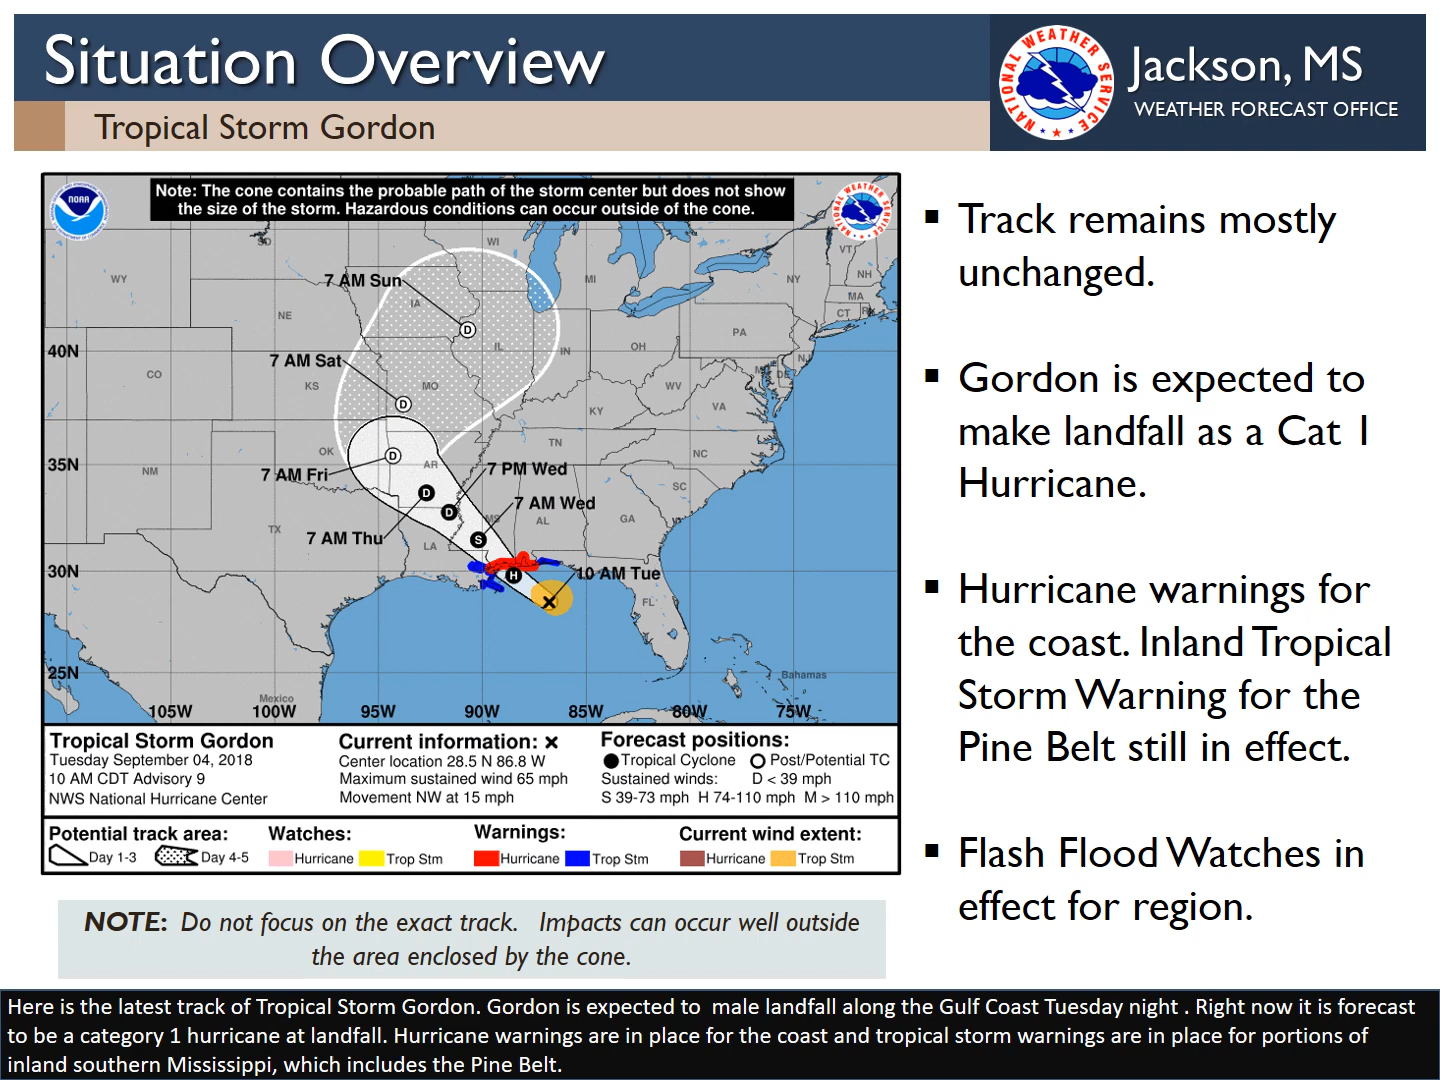 Situation Overview
Tropical Storm Gordon
NATIONAL WEATHER SERVICE
Jackson, MS
WEATHER FORECAST OFFICE
NOAA
Note: The cone contains the probable path of the storm center but does not show
the size of the storm. Hazardous conditions can occur outside of the cone.
NATIONAL WEATHER SERVICE
SD
WI
VT
7 AM Sun
WY
MI
NY
NH
IA
MA
NE
CT
RI
40N
IL
IN
OH
PA
NJ
7 AM Sat
CO
KS
MO
WV
MD
DE
KY
VA
OK
AR
TN
NC
35N
NM
7 AM Fri
7 PM Wed
SC
7 AM Wed
TX
7 AM Thu
LA
MS
AL
GA
30N
10 AM Tue
FL
25N
Bahamas
Mexico
105W
100W
95W
90W
85W
80W
75W
D
D
D
D
D
S
H
Tropical Storm Gordon
Tuesday September 04, 2018
10 AM CDT Advisory 9
NWS National Hurricane Center
Current information: x
Center location 28.5 N 86.8 W
Maximum sustained wind 65 mph
Movement NW at 15 mph
Forecast positions:
Tropical Cyclone Post/Potential TC
Sustained winds: D < 39 mph
S 39-73 mph H 74-110 mph M > 110 mph
Potential track area:
Day 1-3 Day 4-5
Watches:
Hurricane Trop Stm
Warnings:
Hurricane Trop Stm
Current wind extent:
Hurricane Trop Stm
NOTE: Do not focus on the exact track. Impacts can occur well outside
the area enclosed by the cone.
▪ Track remains mostly
unchanged.
▪ Gordon is expected to
make landfall as a Cat 1
Hurricane.
▪ Hurricane warnings for
the coast. Inland Tropical
Storm Warning for the
Pine Belt still in effect.
▪ Flash Flood Watches in
effect for region.
Here is the latest track of Tropical Storm Gordon. Gordon is expected to  male landfall along the Gulf Coast Tuesday night . Right now it is forecast
to be a category 1 hurricane at landfall. Hurricane warnings are in place for the coast and tropical storm warnings are in place for portions of
inland southern Mississippi, which includes the Pine Belt.